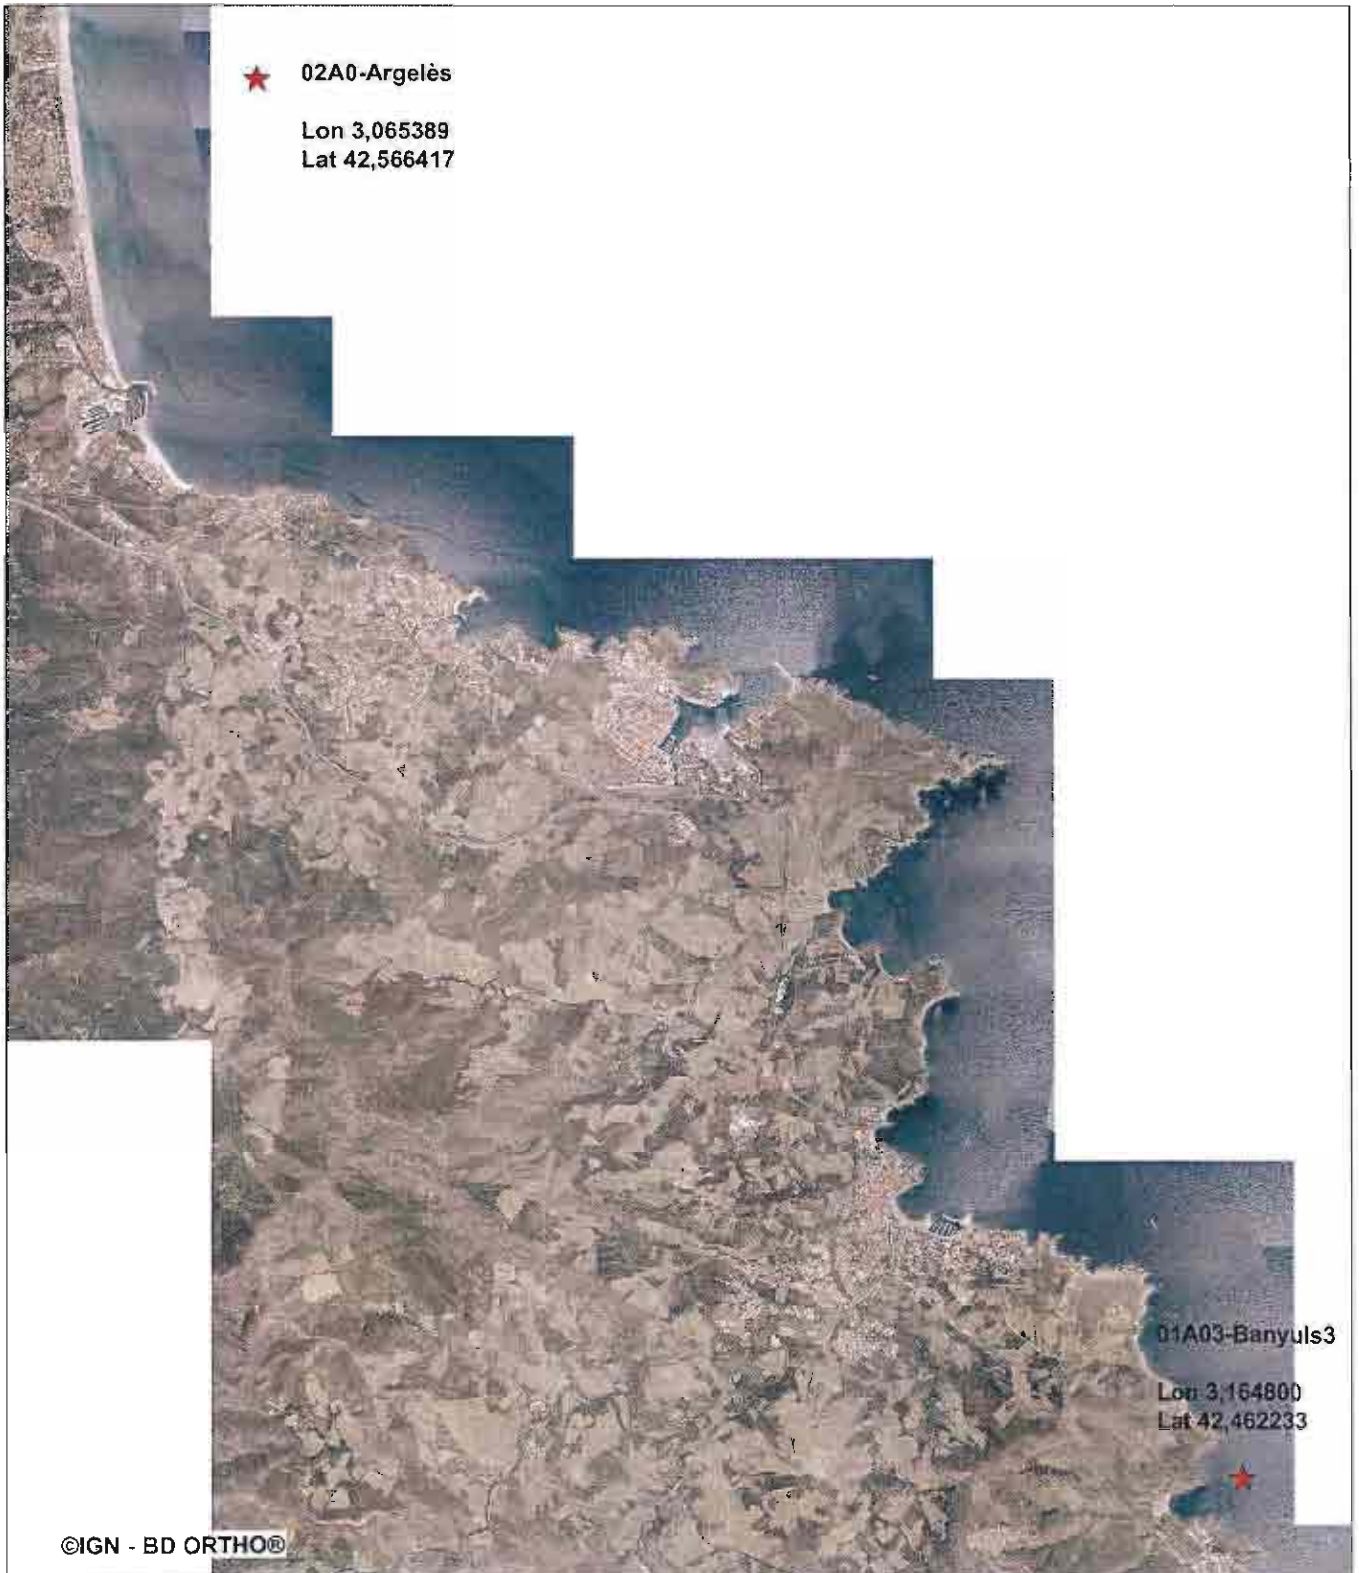 02A0-Argelès
Lon 3,065389
Lat 42,566417
01A03-Banyuls3
Lon 3,164800
Lat 42,462233
©IGN - BD ORTHO®